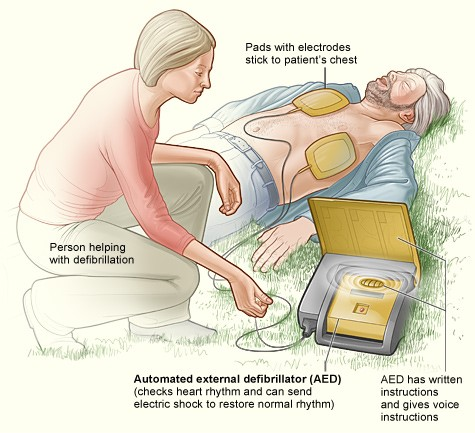 Pads with electrodes
stick to patient's chest
Person helping
with defibrillation
Automated external defibrillator (AED)
(checks heart rhythm and can send
electric shock to restore normal rhythm)
AED has written
instructions
and gives voice
instructions